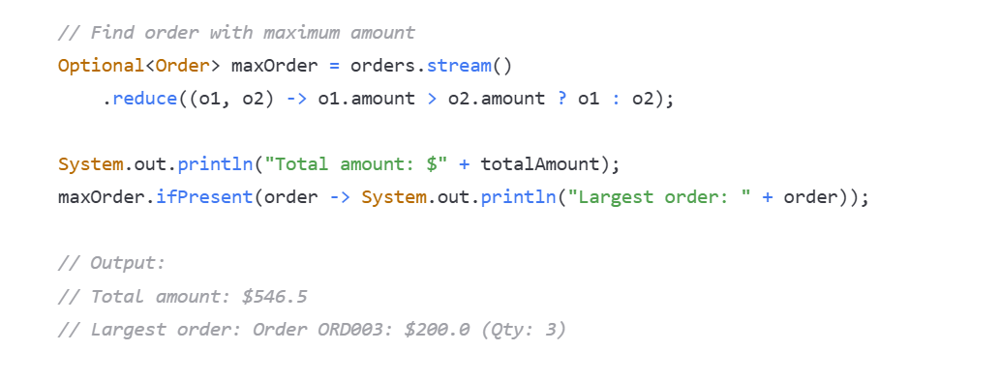 // Find order with maximum amount
Optional<Order> maxOrder = orders.stream()
.reduce((o1, o2) -> o1.amount > o2.amount ? o1 : o2);
System.out.println("Total amount: $" + totalAmount);
maxOrder.ifPresent(order -> System.out.println("Largest order: " + order));
// Output:
// Total amount: $546.5
// Largest order: Order ORD003: $200.0 (Qty: 3)